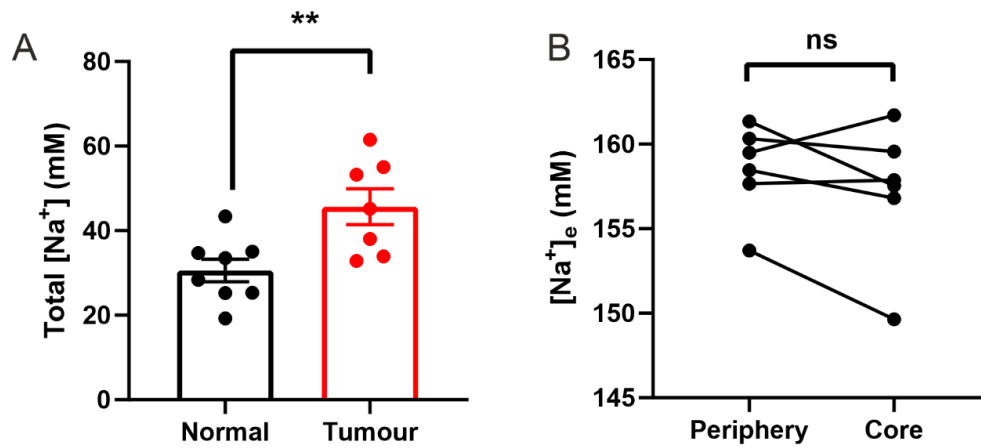 A
**
Total [Na⁺] (mM)
80
60
40
20
0
Normal
Tumour
B
ns
[Na⁺]ₑ (mM)
165
160
155
150
145
Periphery
Core